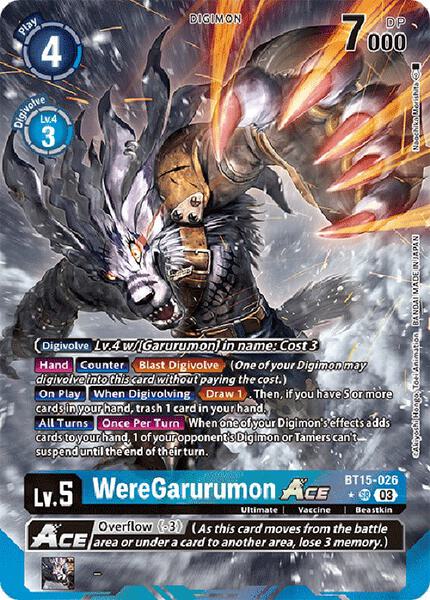 Play
4
DIGIMON
7000
DP
Digivolve
Lv.4
3
Naochika Morishita
BANDAI MADE IN JAPAN
Digivolve Lv.4 w/[Garurumon] in name: Cost 3
Hand Counter Blast Digivolve (One of your Digimon may
digivolve into this card without paying the cost.)
On Play When Digivolving Draw 1. Then, if you have 5 or more
cards in your hand, trash 1 card in your hand.
All Turns Once Per Turn When one of your Digimon's effects adds
cards to your hand, 1 of your opponent's Digimon or Tamers can't
suspend until the end of their turn.
©Akiyoshi Hongo, Toei Animation
BT15-026
Lv.5 WereGarurumon ACE
SR 03
Ultimate Vaccine Beastkin
ACE Overflow ⟨-3⟩ (As this card moves from the battle
area or under a card to another area, lose 3 memory.)
-